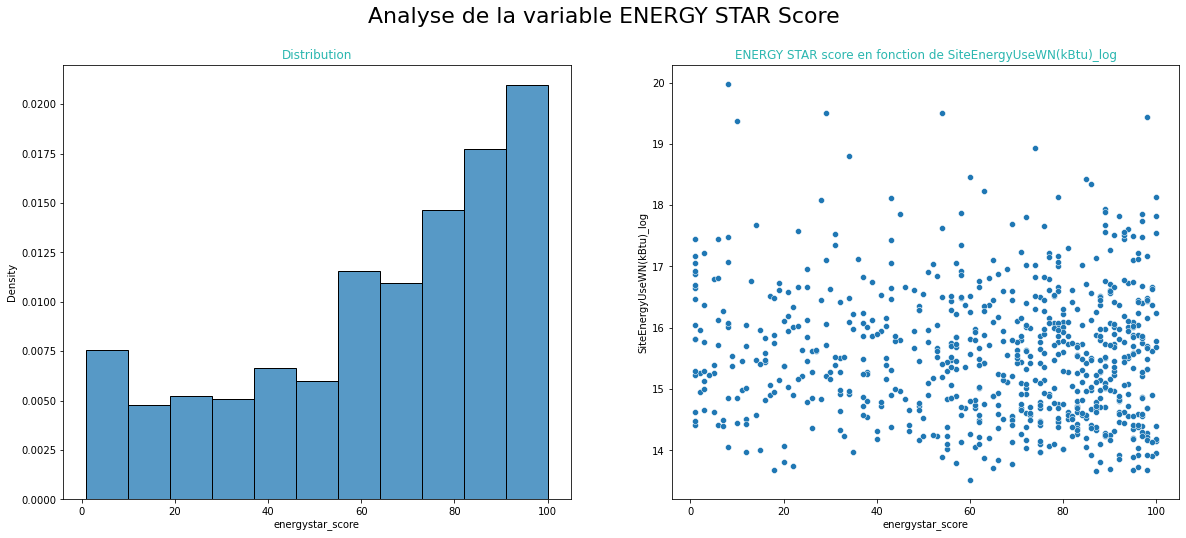 Analyse de la variable ENERGY STAR Score
Distribution
0.0200
0.0175
0.0150
0.0125
0.0100
0.0075
0.0050
0.0025
0.0000
Density
0 20 40 60 80 100
energystar_score
ENERGY STAR score en fonction de SiteEnergyUseWN(kBtu)_log
20
19
18
17
16
15
14
SiteEnergyUseWN(kBtu)_log
0 20 40 60 80 100
energystar_score